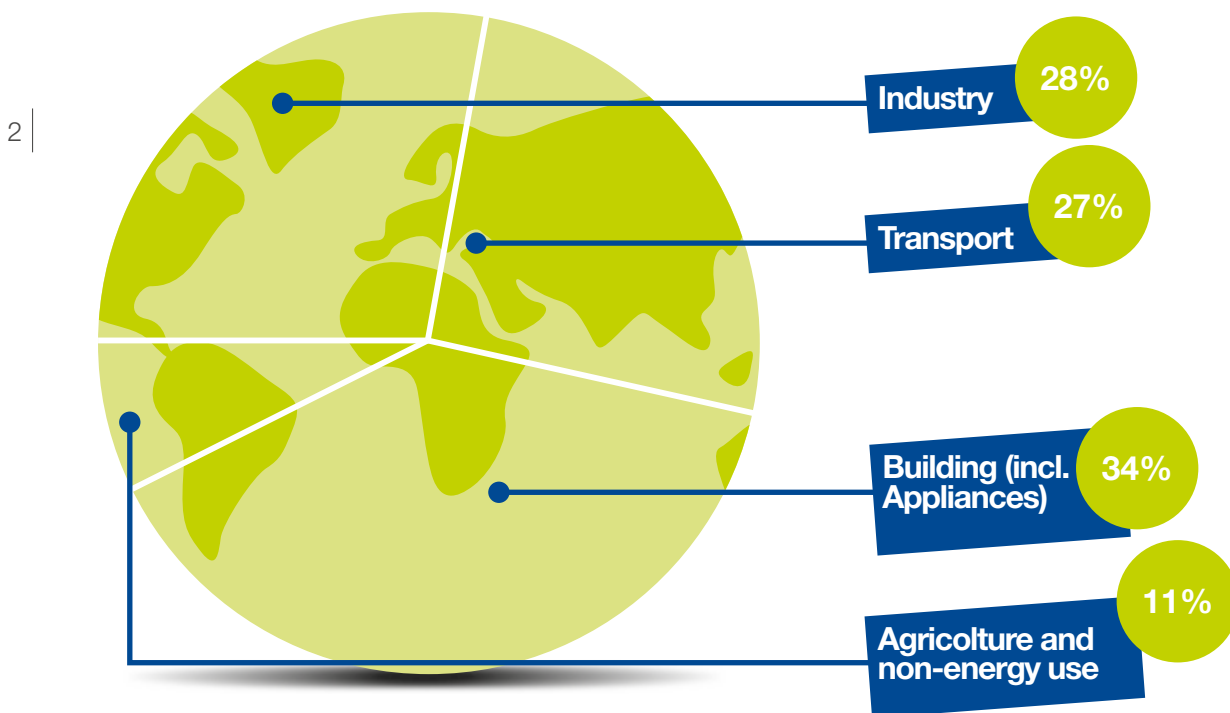 2
Industry
28%
Transport
27%
Building (incl.
Appliances)
34%
Agricolture and
non-energy use
11%